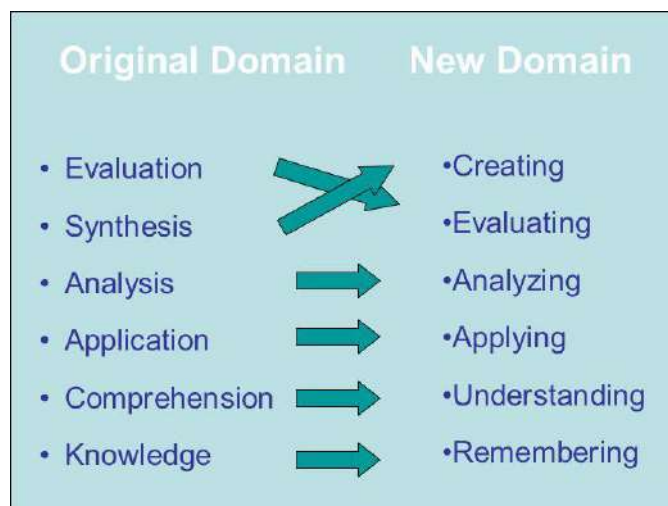 Original Domain New Domain
• Evaluation •Creating
• Synthesis •Evaluating
• Analysis •Analyzing
• Application •Applying
• Comprehension •Understanding
• Knowledge •Remembering